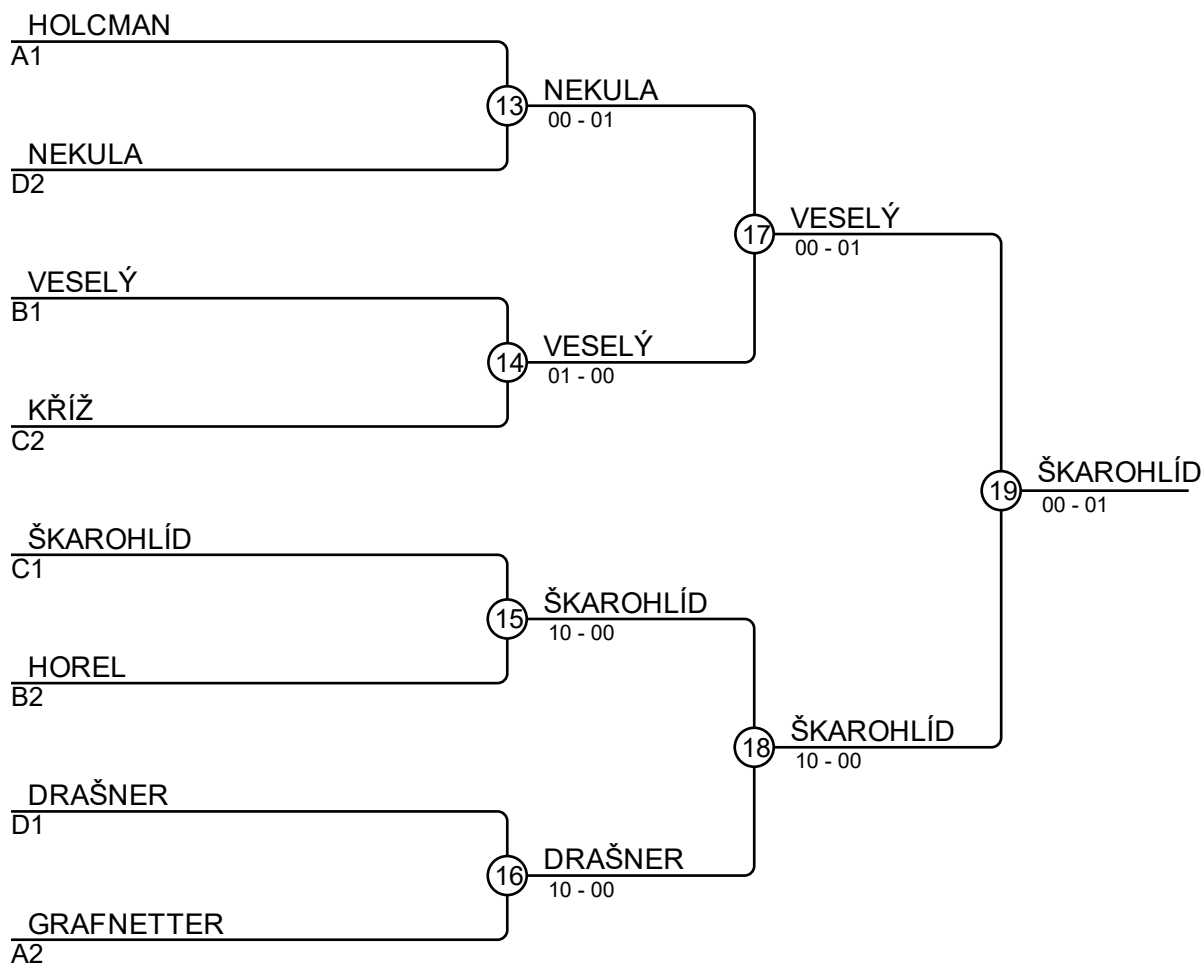 HOLCMAN
A1
13
NEKULA
00 - 01
NEKULA
D2
17
VESELÝ
00 - 01
VESELÝ
B1
14
VESELÝ
01 - 00
KŘÍŽ
C2
19
ŠKAROHLÍD
00 - 01
ŠKAROHLÍD
C1
15
ŠKAROHLÍD
10 - 00
HOREL
B2
18
ŠKAROHLÍD
10 - 00
DRAŠNER
D1
16
DRAŠNER
10 - 00
GRAFNETTER
A2